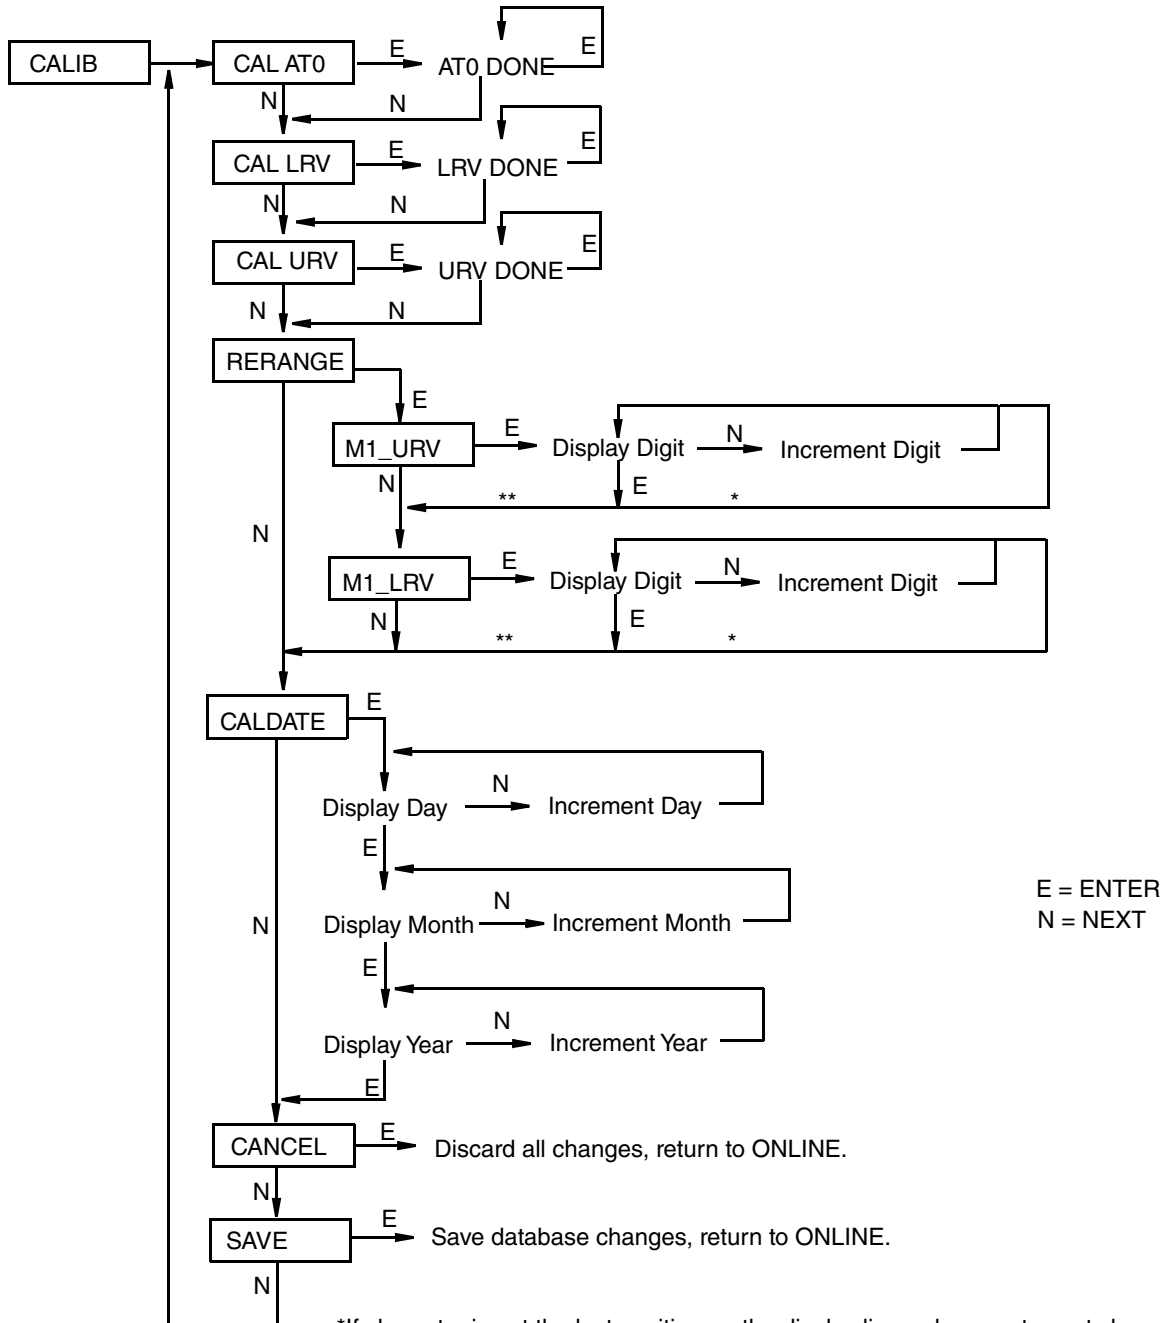 E
CALIB
CAL AT0
E
AT0 DONE
N
N
E
CAL LRV
E
LRV DONE
N
N
E
CAL URV
E
URV DONE
N
N
RERANGE
E
M1_URV
E
Display Digit
N
Increment Digit
N
E
**
*
N
M1_LRV
E
Display Digit
N
Increment Digit
N
E
**
*
CALDATE
E
Display Day
N
Increment Day
E
E = ENTER
N = NEXT
Display Month
N
Increment Month
N
E
Display Year
N
Increment Year
E
CANCEL
E
Discard all changes, return to ONLINE.
N
SAVE
E
Save database changes, return to ONLINE.
N